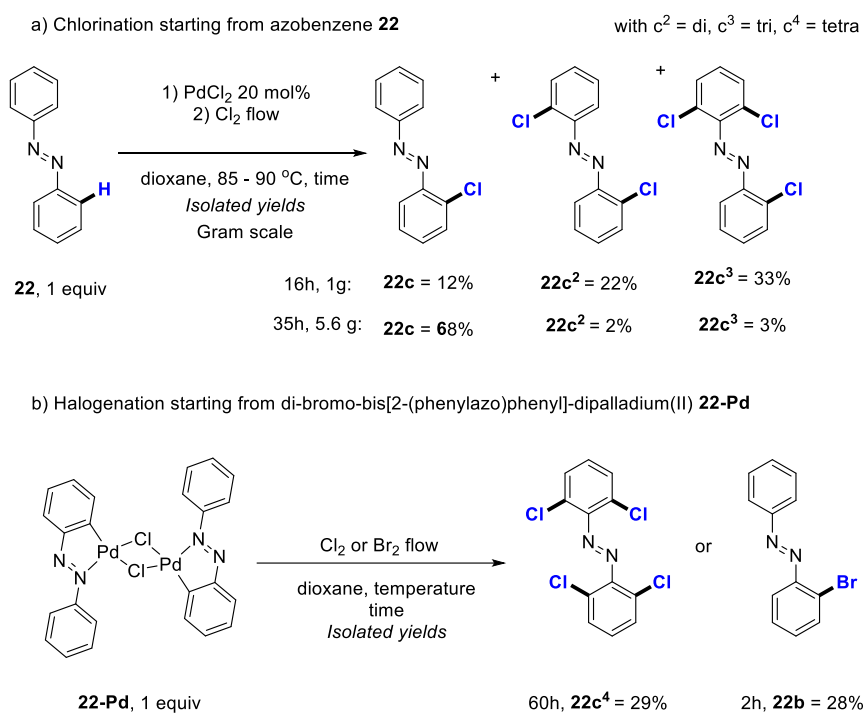 a) Chlorination starting from azobenzene 22
with c² = di, c³ = tri, c⁴ = tetra
N
N
H
22, 1 equiv
1) PdCl₂ 20 mol%
2) Cl₂ flow
dioxane, 85 - 90 °C, time
Isolated yields
Gram scale
N
N
Cl
+
Cl
N
N
Cl
+
Cl
Cl
N
N
Cl
16h, 1g:
22c = 12%
22c² = 22%
22c³ = 33%
35h, 5.6 g:
22c = 68%
22c² = 2%
22c³ = 3%
b) Halogenation starting from di-bromo-bis[2-(phenylazo)phenyl]-dipalladium(II) 22-Pd
N
N
Pd
Cl
Cl
Pd
N
N
22-Pd, 1 equiv
Cl₂ or Br₂ flow
dioxane, temperature
time
Isolated yields
Cl
Cl
N
N
Cl
Cl
60h, 22c⁴ = 29%
or
N
N
Br
2h, 22b = 28%